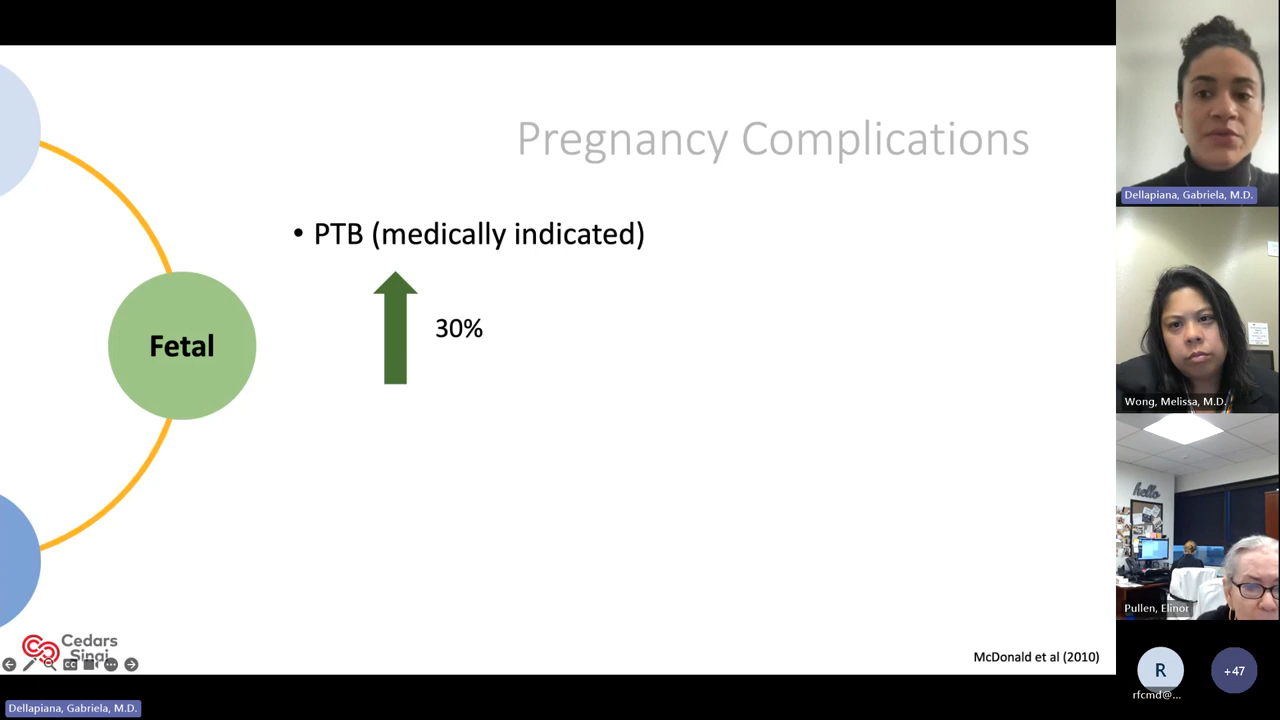 Pregnancy Complications
• PTB (medically indicated)
30%
Fetal
Cedars
Sinai
McDonald et al (2010)
Dellapiana, Gabriela, M.D.
Dellapiana, Gabriela, M.D.
Wong, Melissa, M.D.
hello
Pullen, Elinor
R
+47
rfcmd@...